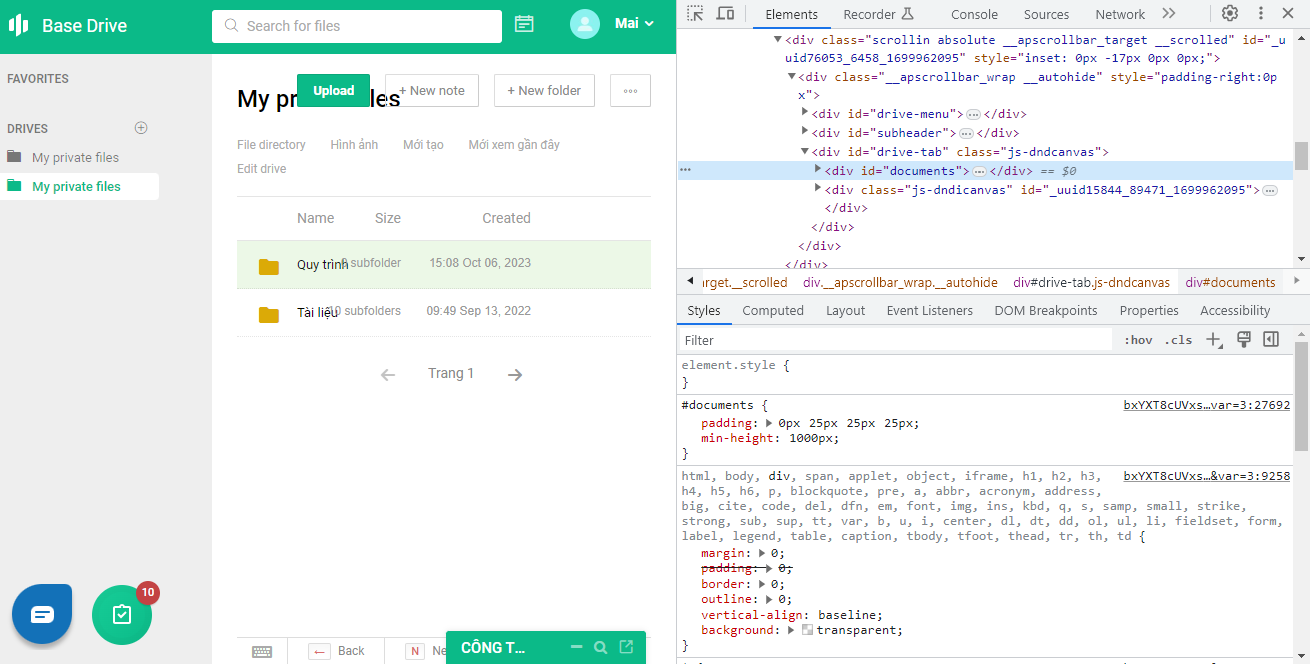 Base Drive
Search for files
Mai
FAVORITES
DRIVES
My private files
My private files
My private files
Upload
+ New note
+ New folder
File directory Hình ảnh Mới tạo Mới xem gần đây
Edit drive
Name Size Created
Quy trình subfolder 15:08 Oct 06, 2023
Tài liệu subfolders 09:49 Sep 13, 2022
← Trang 1 →
10
← Back
N Ne
CÔNG T...
Elements Recorder Console Sources Network
▼<div class="scrollin absolute __apscrollbar_target __scrolled" id="_u
uid76053_6458_1699962095" style="inset: 0px -17px 0px 0px;">
▼<div class="__apscrollbar_wrap __autohide" style="padding-right:0p
x">
▶<div id="drive-menu">…</div>
▶<div id="subheader">…</div>
▼<div id="drive-tab" class="js-dndcanvas">
… ▶<div id="documents">…</div> == $0
▶<div class="js-dndicanvas" id="_uuid15844_89471_1699962095">…
</div>
</div>
</div>
</div>
arget.__scrolled div.__apscrollbar_wrap.__autohide div#drive-tab.js-dndcanvas div#documents
Styles Computed Layout Event Listeners DOM Breakpoints Properties Accessibility
Filter :hov .cls
element.style {
}
#documents { bxYXT8cUVxs…var=3:27692
padding: ▶ 0px 25px 25px 25px;
min-height: 1000px;
}
html, body, div, span, applet, object, iframe, h1, h2, h3, bxYXT8cUVxs…&var=3:9258
h4, h5, h6, p, blockquote, pre, a, abbr, acronym, address,
big, cite, code, del, dfn, em, font, img, ins, kbd, q, s, samp, small, strike,
strong, sub, sup, tt, var, b, u, i, center, dl, dt, dd, ol, ul, li, fieldset, form,
label, legend, table, caption, tbody, tfoot, thead, tr, th, td {
margin: ▶ 0;
padding: ▶ 0;
border: ▶ 0;
outline: ▶ 0;
vertical-align: baseline;
background: ▶ transparent;
}